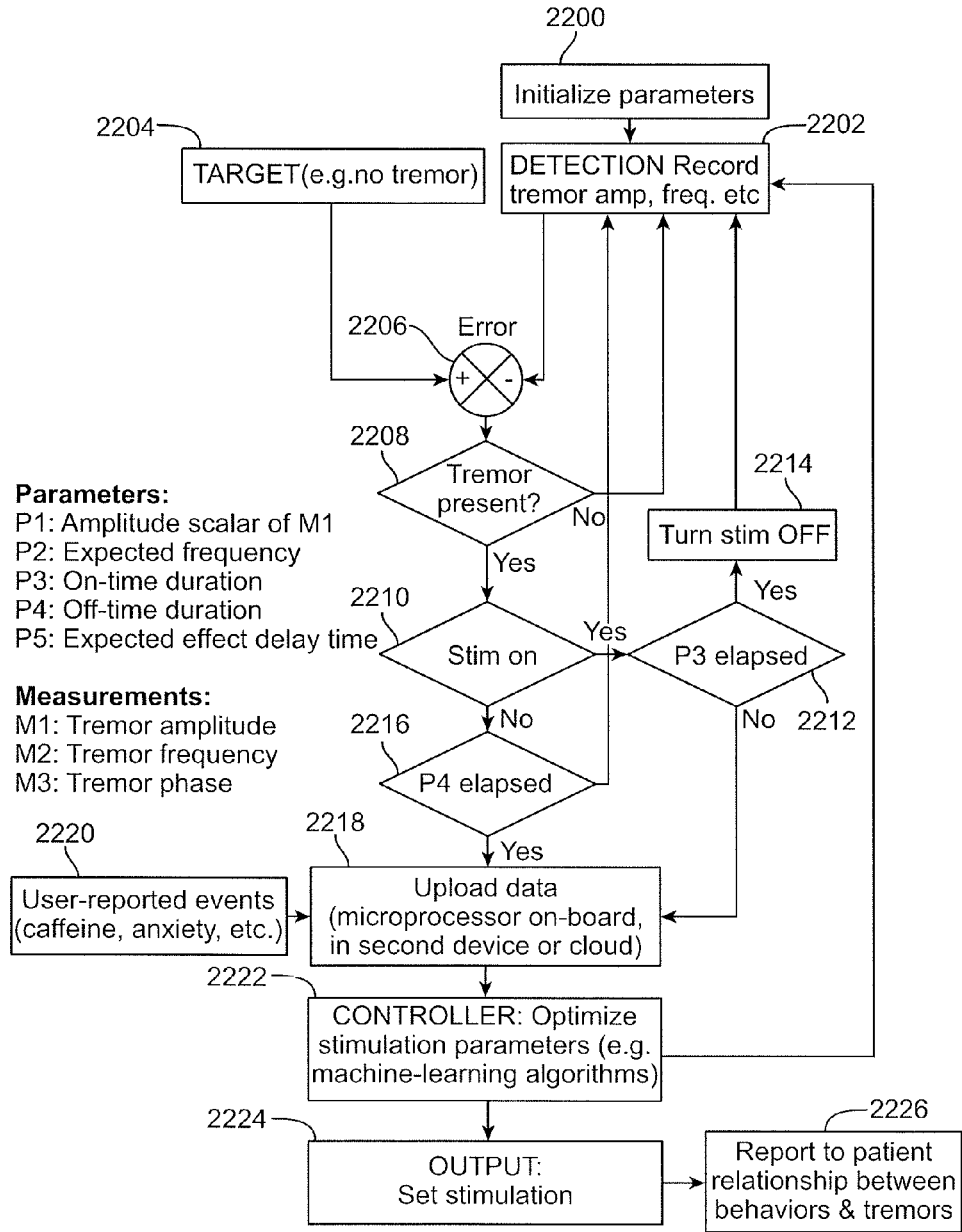 2200
Initialize parameters
2204
2202
TARGET(e.g.no tremor)
DETECTION Record
tremor amp, freq. etc
2206
Error
+
-
2208
Tremor
present?
No
Yes
2214
Turn stim OFF
Parameters:
P1: Amplitude scalar of M1
P2: Expected frequency
P3: On-time duration
P4: Off-time duration
P5: Expected effect delay time
Measurements:
M1: Tremor amplitude
M2: Tremor frequency
M3: Tremor phase
2210
Stim on
Yes
Yes
P3 elapsed
2212
No
No
2216
P4 elapsed
Yes
2218
2220
User-reported events
(caffeine, anxiety, etc.)
Upload data
(microprocessor on-board,
in second device or cloud)
2222
CONTROLLER: Optimize
stimulation parameters (e.g.
machine-learning algorithms)
2224
OUTPUT:
Set stimulation
2226
Report to patient
relationship between
behaviors & tremors